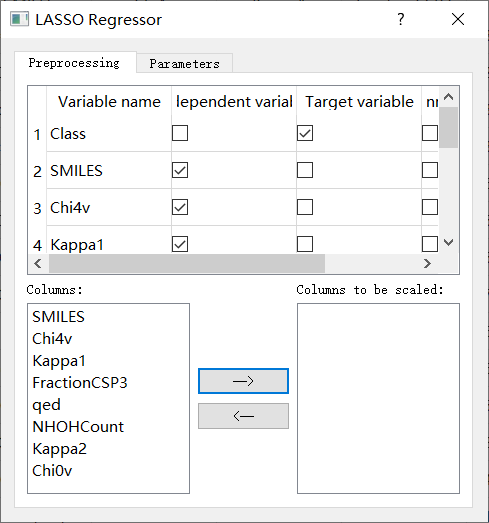 LASSO Regressor
Preprocessing Parameters
Variable name lependent varial Target variable
1 Class
2 SMILES
3 Chi4v
4 Kappa1
Columns: Columns to be scaled:
SMILES
Chi4v
Kappa1
FractionCSP3
qed
NHOHCount
Kappa2
Chi0v